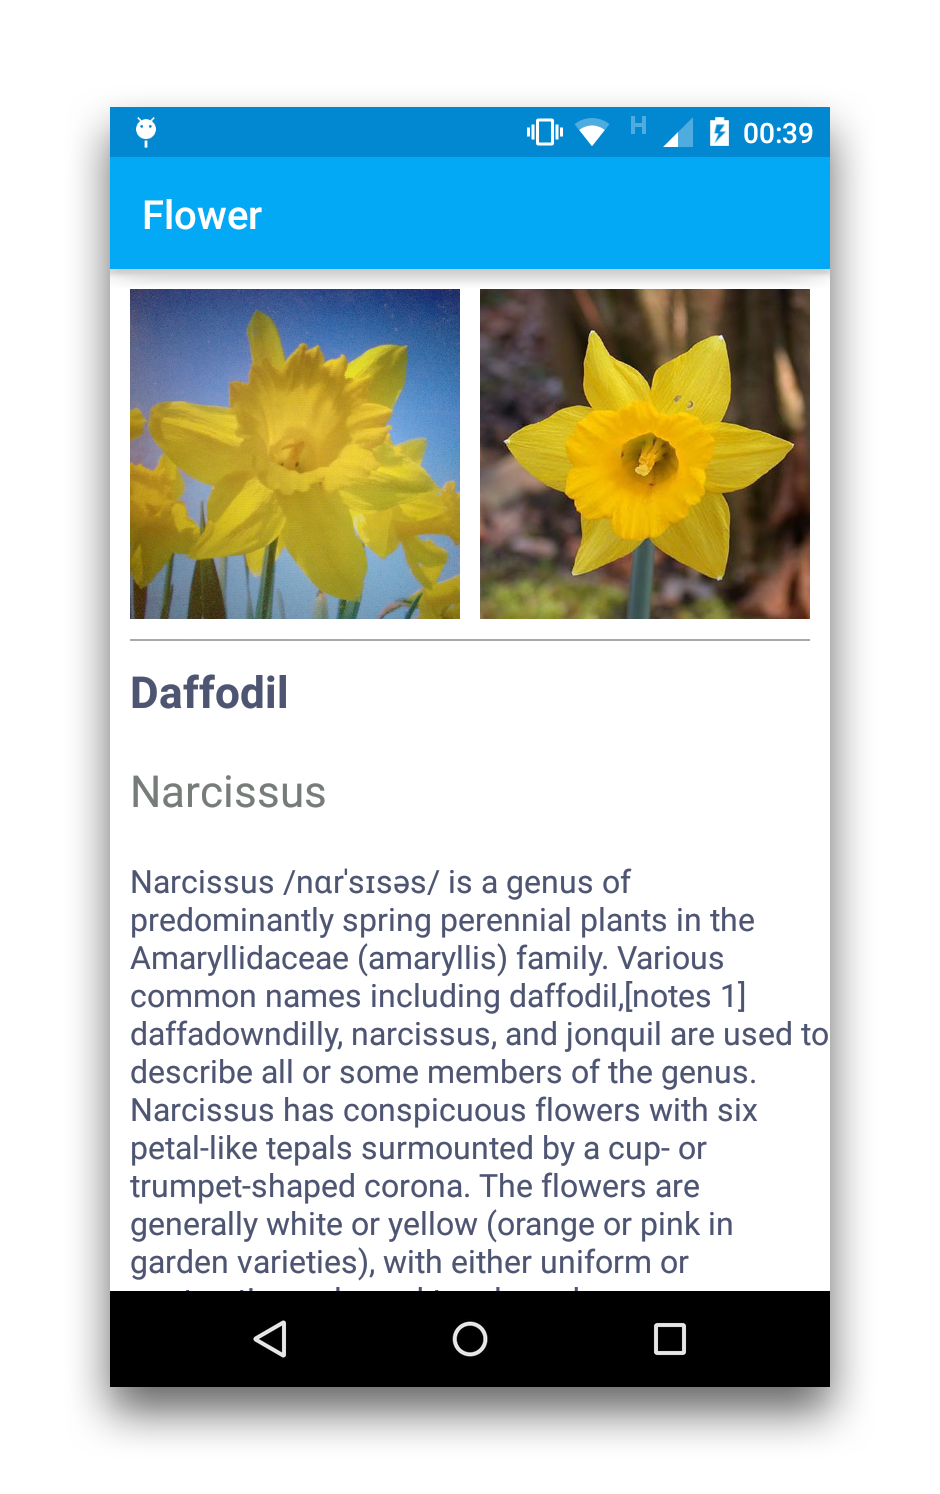 H 00:39
Flower
Daffodil
Narcissus
Narcissus /nɑrˈsɪsəs/ is a genus of
predominantly spring perennial plants in the
Amaryllidaceae (amaryllis) family. Various
common names including daffodil,[notes 1]
daffadowndilly, narcissus, and jonquil are used to
describe all or some members of the genus.
Narcissus has conspicuous flowers with six
petal-like tepals surmounted by a cup- or
trumpet-shaped corona. The flowers are
generally white or yellow (orange or pink in
garden varieties), with either uniform or